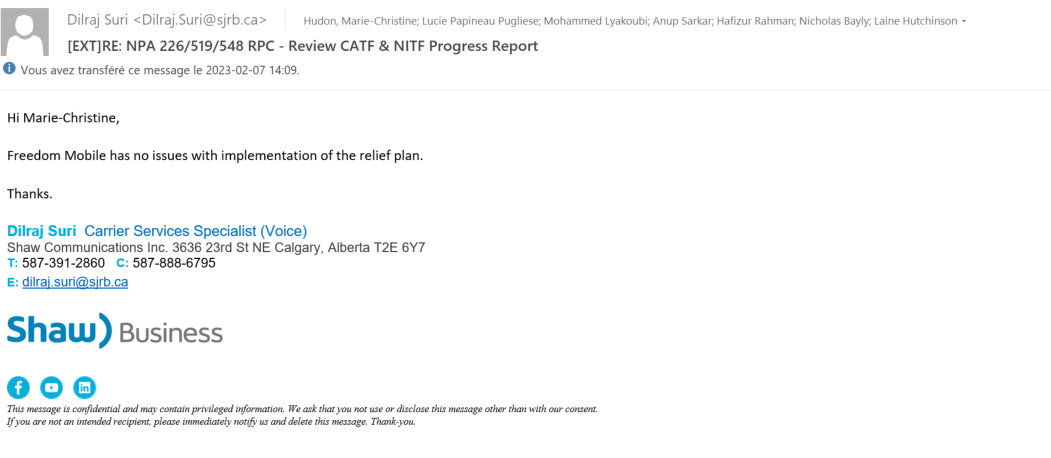 Dilraj Suri <Dilraj.Suri@sjrb.ca> Hudon, Marie-Christine; Lucie Papineau Pugliese; Mohammed Lyakoubi; Anup Sarkar; Hafizur Rahman; Nicholas Bayly; Laine Hutchinson
[EXT]RE: NPA 226/519/548 RPC - Review CATF & NITF Progress Report
Vous avez transféré ce message le 2023-02-07 14:09.
Hi Marie-Christine,
Freedom Mobile has no issues with implementation of the relief plan.
Thanks.
Dilraj Suri Carrier Services Specialist (Voice)
Shaw Communications Inc. 3636 23rd St NE Calgary, Alberta T2E 6Y7
T: 587-391-2860 C: 587-888-6795
E: dilraj.suri@sjrb.ca
Shaw) Business
This message is confidential and may contain privileged information. We ask that you not use or disclose this message other than with our consent.
If you are not an intended recipient, please immediately notify us and delete this message. Thank-you.